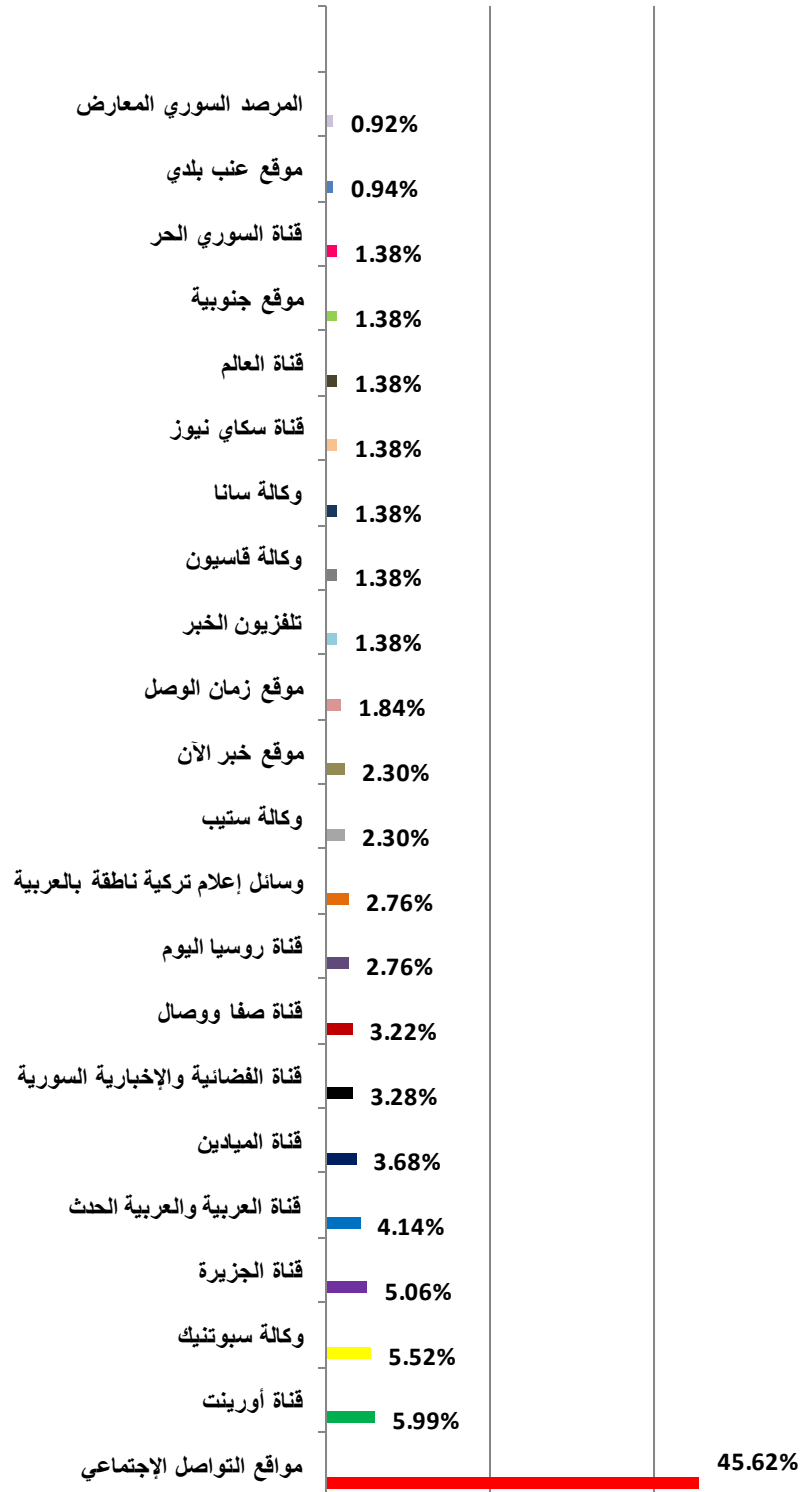 المرصد السوري المعارض
0.92%
موقع عنب بلدي
0.94%
قناة السوري الحر
1.38%
موقع جنوبية
1.38%
قناة العالم
1.38%
قناة سكاي نيوز
1.38%
وكالة سانا
1.38%
وكالة قاسيون
1.38%
تلفزيون الخبر
1.38%
موقع زمان الوصل
1.84%
موقع خبر الآن
2.30%
وكالة ستيب
2.30%
وسائل إعلام تركية ناطقة بالعربية
2.76%
قناة روسيا اليوم
2.76%
قناة صفا ووصال
3.22%
قناة الفضائية والإخبارية السورية
3.28%
قناة الميادين
3.68%
قناة العربية والعربية الحدث
4.14%
قناة الجزيرة
5.06%
وكالة سبوتنيك
5.52%
قناة أورينت
5.99%
مواقع التواصل الإجتماعي
45.62%